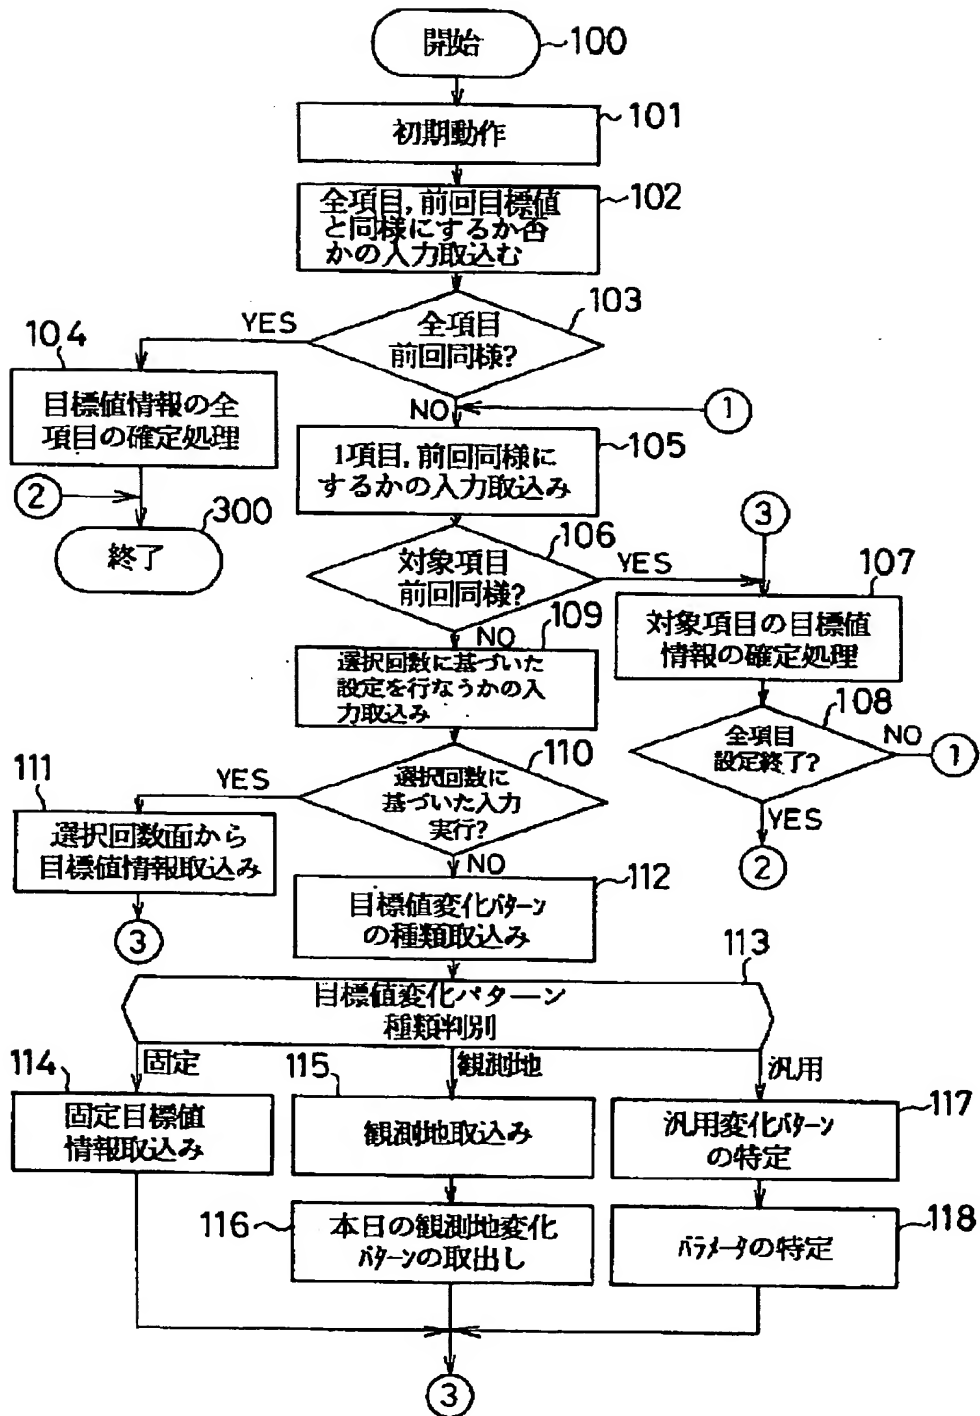 開始
100
初期動作
101
全項目,前回目標値
と同様にするか否
かの入力取込む
102
全項目
前回同様?
103
YES
104
目標値情報の全
項目の確定処理
2
300
終了
NO
1
1項目,前回同様に
するかの入力取込み
105
対象項目
前回同様?
106
YES
3
107
対象項目の目標値
情報の確定処理
108
全項目
設定終了?
NO
1
YES
2
NO
109
選択回数に基づいた
設定を行なうかの入
力取込み
110
選択回数に
基づいた入力
実行?
YES
111
選択回数面から
目標値情報取込み
3
NO
112
目標値変化パターン
の種類取込み
113
目標値変化パターン
種類判別
固定
観測地
汎用
114
固定目標値
情報取込み
115
観測地取込み
116
本日の観測地変化
パターンの取出し
117
汎用変化パターン
の特定
118
パラメータの特定
3